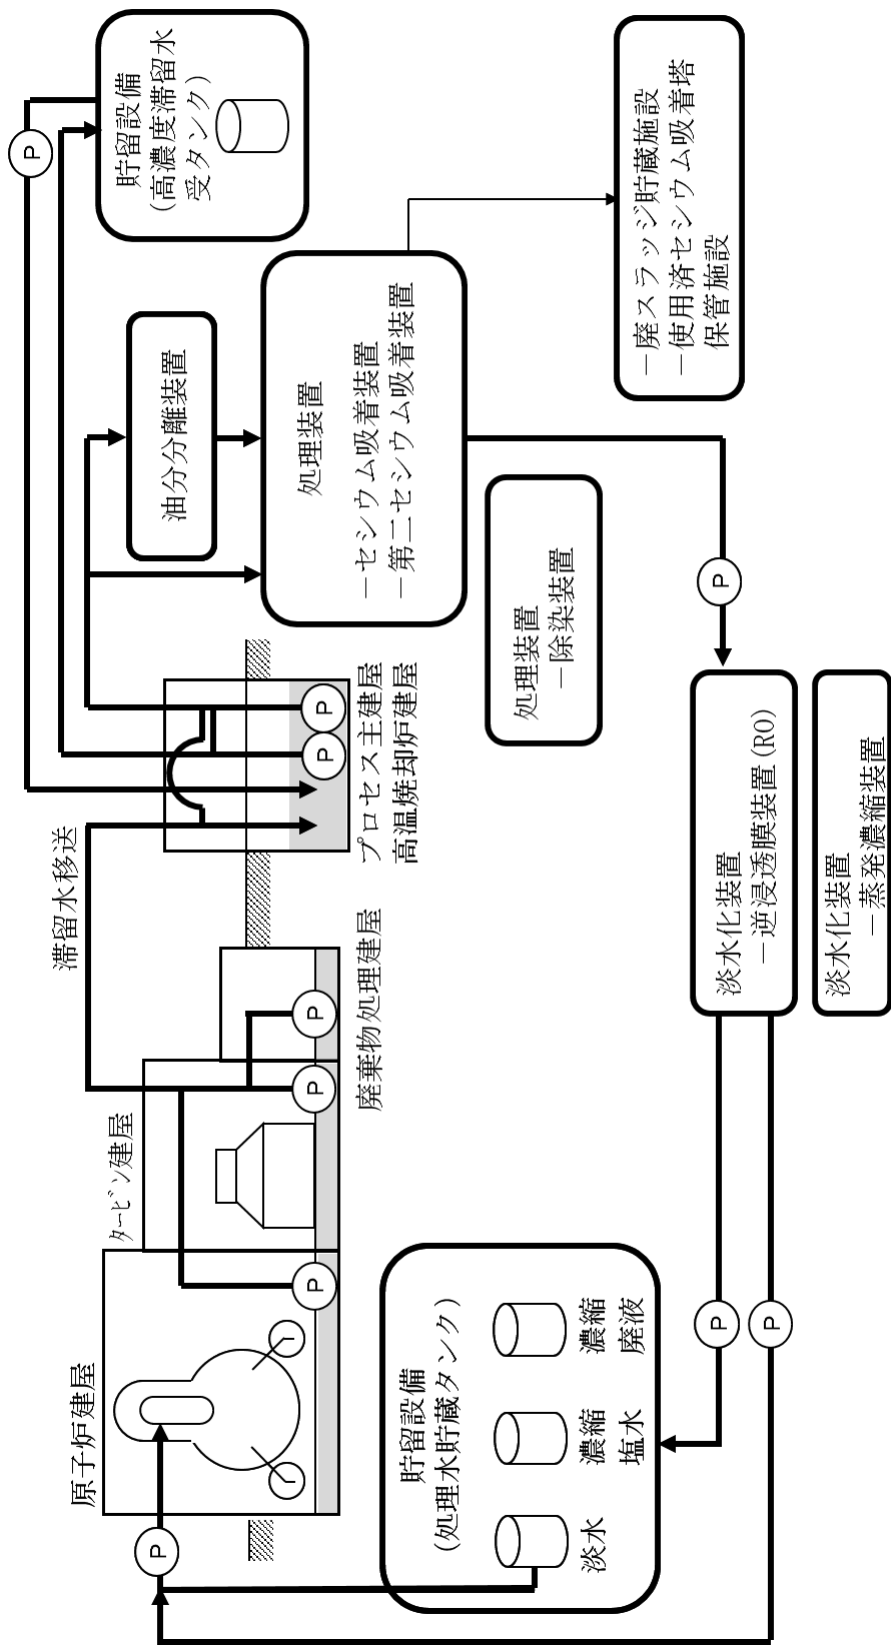 原子炉建屋
P
タービン建屋
P
P
P
廃棄物処理建屋
滞留水移送
P
P
プロセス主建屋
高温焼却炉建屋
P
貯留設備
(高濃度滞留水
受タンク)
油分分離装置
処理装置
－セシウム吸着装置
－第二セシウム吸着装置
処理装置
－除染装置
－廃スラッジ貯蔵施設
－使用済セシウム吸着塔
保管施設
P
淡水化装置
－逆浸透膜装置(RO)
淡水化装置
－蒸発濃縮装置
P
P
貯留設備
(処理水貯蔵タンク)
淡水
濃縮
塩水
濃縮
廃液